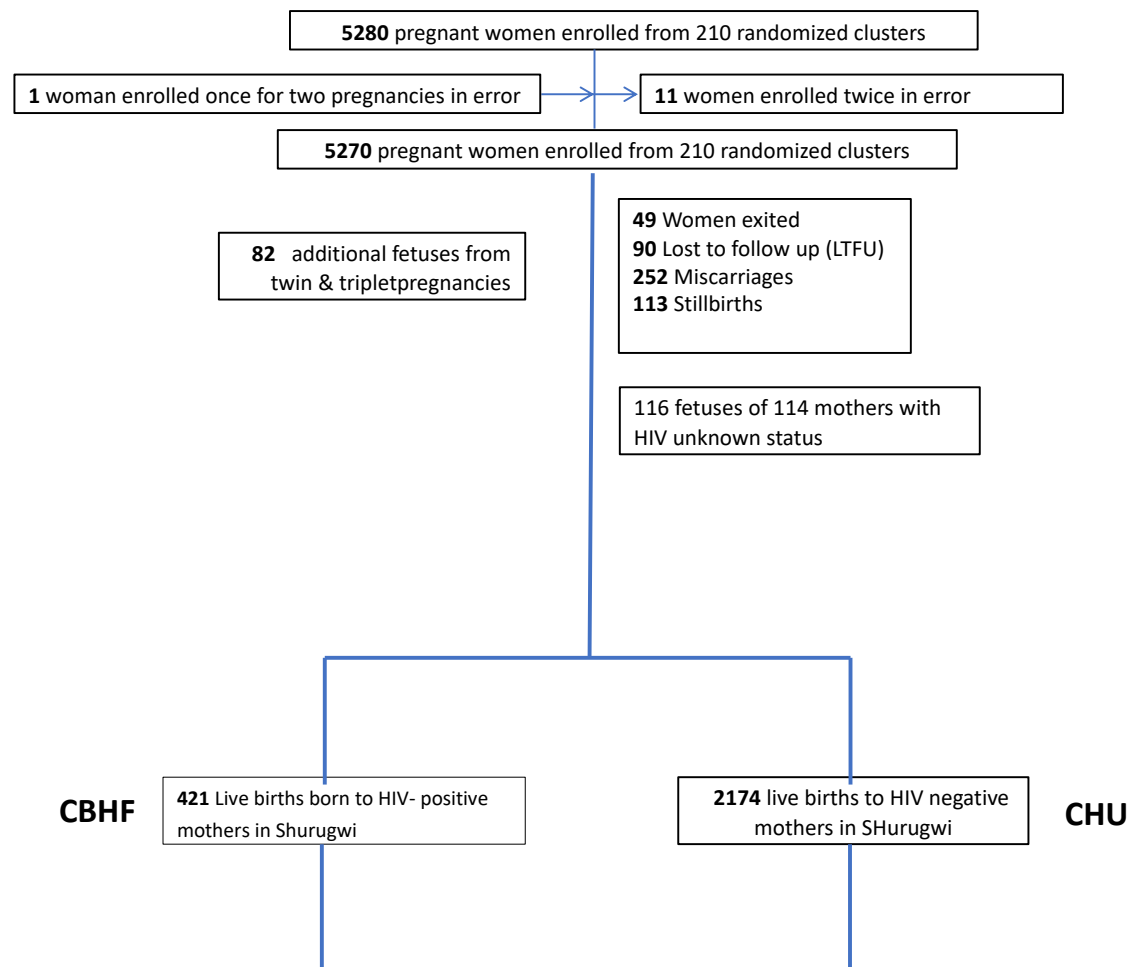 5280 pregnant women enrolled from 210 randomized clusters
1 woman enrolled once for two pregnancies in error
11 women enrolled twice in error
5270 pregnant women enrolled from 210 randomized clusters
82 additional fetuses from
twin & tripletpregnancies
49 Women exited
90 Lost to follow up (LTFU)
252 Miscarriages
113 Stillbirths
116 fetuses of 114 mothers with
HIV unknown status
CBHF
421 Live births born to HIV- positive
mothers in Shurugwi
2174 live births to HIV negative
mothers in SHurugwi
CHU